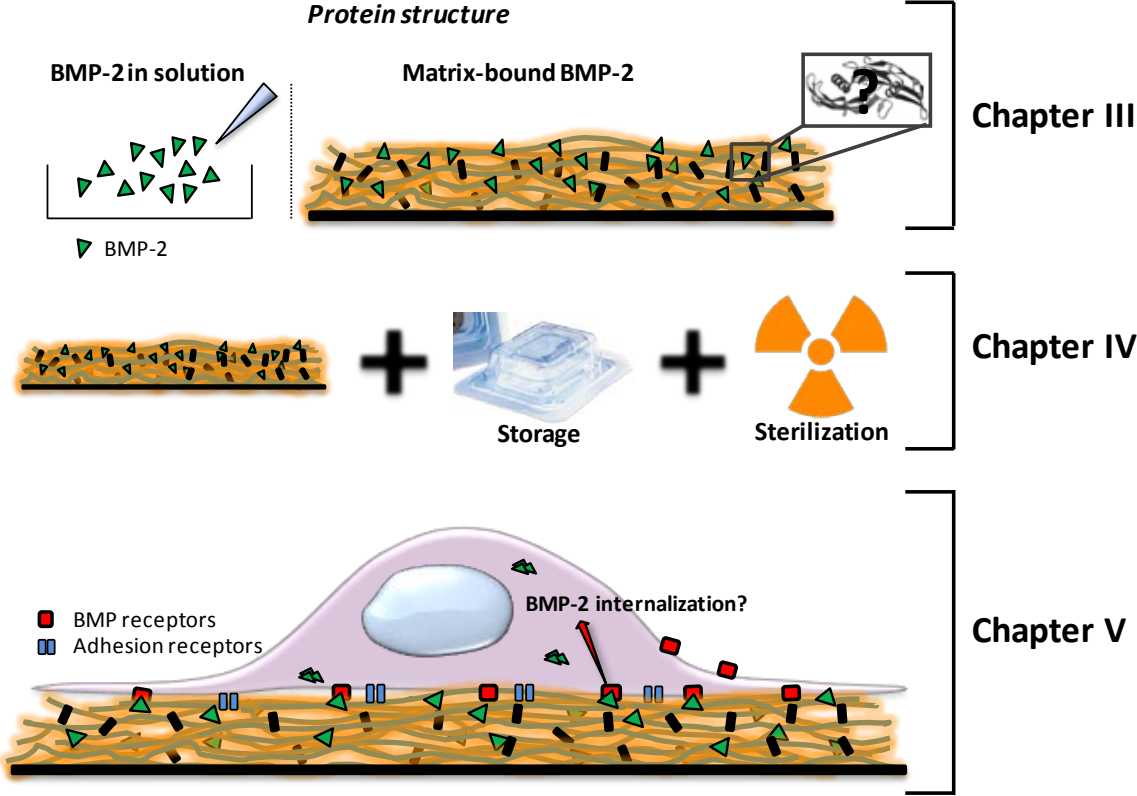 Protein structure
BMP-2 in solution
Matrix-bound BMP-2
?
Chapter III
BMP-2
Chapter IV
Storage
Sterilization
BMP-2 internalization?
BMP receptors
Adhesion receptors
Chapter V